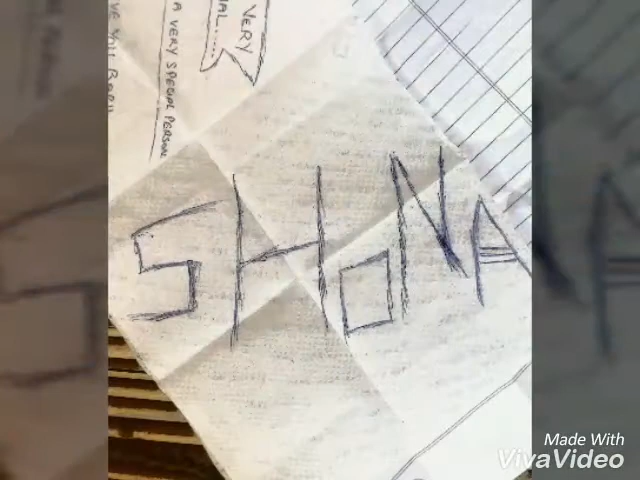 VERY
A VERY SPECIAL PERSON
SHONA
Made With
VivaVideo